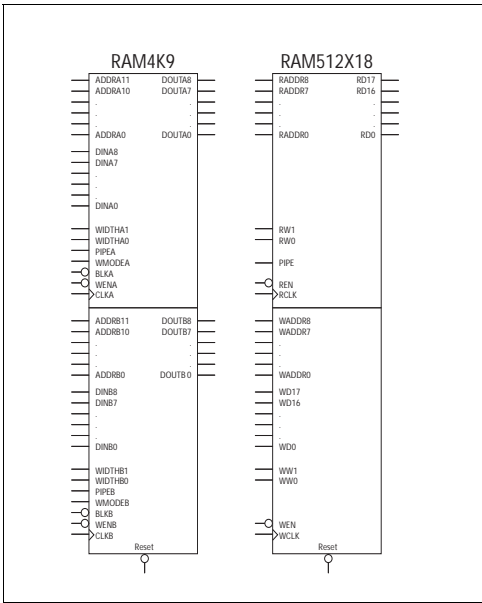 RAM4K9
ADDRA11 DOUTA8
ADDRA10 DOUTA7
. .
. .
. .
ADDRA0 DOUTA0
DINA8
DINA7
.
.
.
DINA0
WIDTHA1
WIDTHA0
PIPEA
WMODEA
BLKA
WENA
CLKA
ADDRB11 DOUTB8
ADDRB10 DOUTB7
. .
. .
. .
ADDRB0 DOUTB0
DINB8
DINB7
.
.
.
DINB0
WIDTHB1
WIDTHB0
PIPEB
WMODEB
BLKB
WENB
CLKB
Reset
RAM512X18
RADDR8 RD17
RADDR7 RD16
. .
. .
. .
RADDR0 RD0
RW1
RW0
PIPE
REN
RCLK
WADDR8
WADDR7
.
.
.
WADDR0
WD17
WD16
.
.
.
WD0
WW1
WW0
WEN
WCLK
Reset